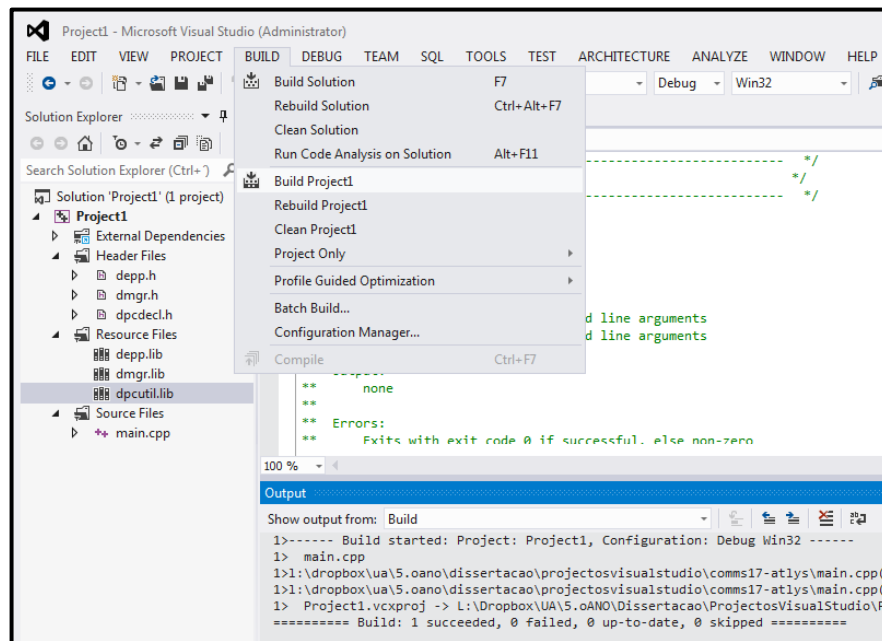 Project1 - Microsoft Visual Studio (Administrator)
FILE EDIT VIEW PROJECT BUILD DEBUG TEAM SQL TOOLS TEST ARCHITECTURE ANALYZE WINDOW HELP
Debug Win32
Solution Explorer
Search Solution Explorer (Ctrl+')
Solution 'Project1' (1 project)
Project1
External Dependencies
Header Files
depp.h
dmgr.h
dpcdecl.h
Resource Files
depp.lib
dmgr.lib
dpcutil.lib
Source Files
main.cpp
Build Solution F7
Rebuild Solution Ctrl+Alt+F7
Clean Solution
Run Code Analysis on Solution Alt+F11
Build Project1
Rebuild Project1
Clean Project1
Project Only
Profile Guided Optimization
Batch Build...
Configuration Manager...
Compile Ctrl+F7
--------------------------- */
*/
--------------------------- */
d line arguments
d line arguments
** none
**
** Errors:
** Exits with exit code 0 if successful, else non-zero
100 %
Output
Show output from: Build
1>------ Build started: Project: Project1, Configuration: Debug Win32 ------
1> main.cpp
1>l:\dropbox\ua\5.oano\dissertacao\projectosvisualstudio\comms17-atlys\main.cpp(
1>l:\dropbox\ua\5.oano\dissertacao\projectosvisualstudio\comms17-atlys\main.cpp(
1> Project1.vcxproj -> L:\Dropbox\UA\5.oANO\Dissertacao\ProjectosVisualStudio\P
========== Build: 1 succeeded, 0 failed, 0 up-to-date, 0 skipped ==========